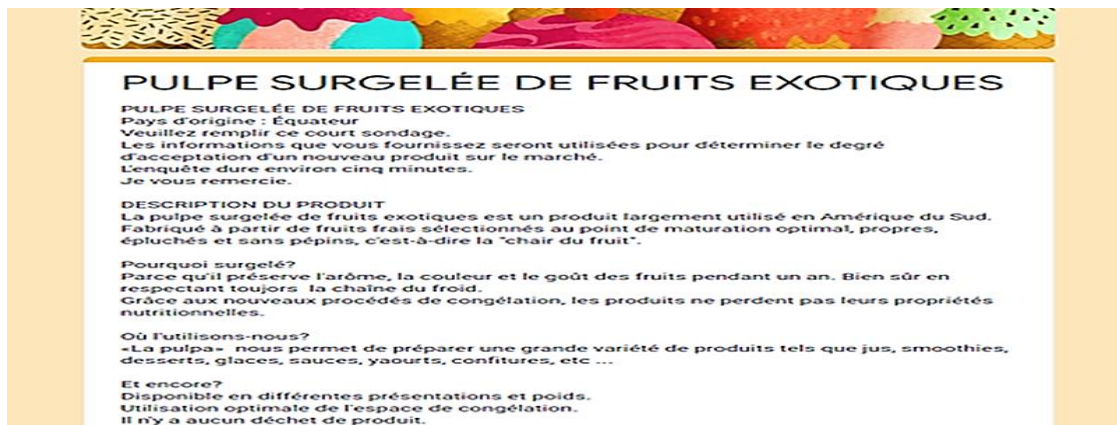 PULPE SURGELÉE DE FRUITS EXOTIQUES
PULPE SURGELÉE DE FRUITS EXOTIQUES
Pays d'origine : Équateur
Veuillez remplir ce court sondage.
Les informations que vous fournissez seront utilisées pour déterminer le degré
d'acceptation d'un nouveau produit sur le marché.
L'enquête dure environ cinq minutes.
Je vous remercie.
DESCRIPTION DU PRODUIT
La pulpe surgelée de fruits exotiques est un produit largement utilisé en Amérique du Sud.
Fabriqué à partir de fruits frais sélectionnés au point de maturation optimal, propres,
épluchés et sans pépins, c'est-à-dire la "chair du fruit".
Pourquoi surgelé?
Parce qu'il préserve l'arôme, la couleur et le goût des fruits pendant un an. Bien sûr en
respectant toujors la chaîne du froid.
Grâce aux nouveaux procédés de congélation, les produits ne perdent pas leurs propriétés
nutritionnelles.
Où l'utilisons-nous?
«La pulpa» nous permet de préparer une grande variété de produits tels que jus, smoothies,
desserts, glaces, sauces, yaourts, confitures, etc ...
Et encore?
Disponible en différentes présentations et poids.
Utilisation optimale de l'espace de congélation.
Il n'y a aucun déchet de produit.